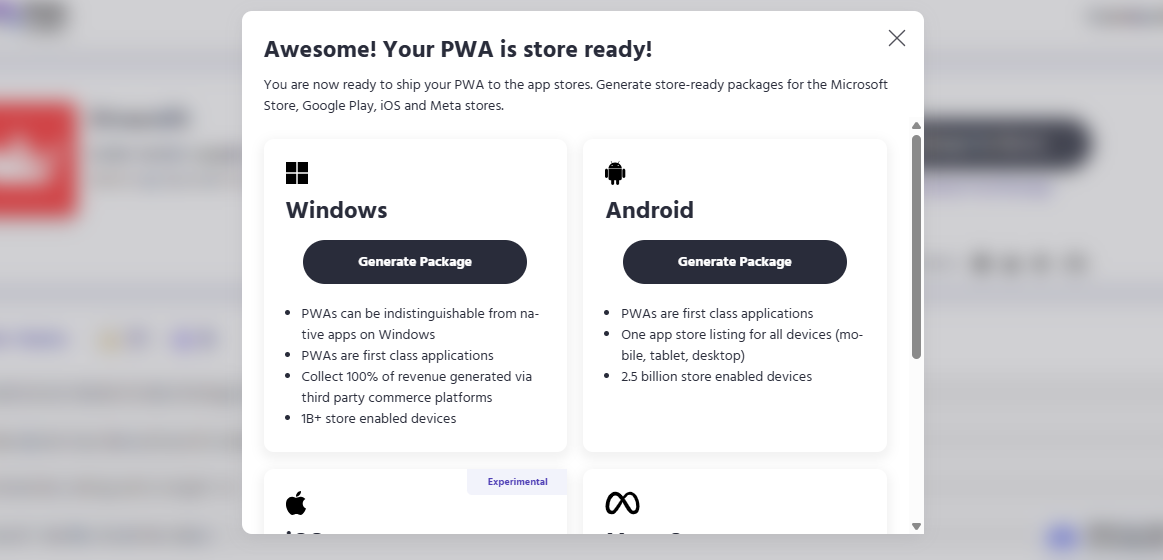 Awesome! Your PWA is store ready!
You are now ready to ship your PWA to the app stores. Generate store-ready packages for the Microsoft
Store, Google Play, iOS and Meta stores.
Windows
Generate Package
PWAs can be indistinguishable from na-
tive apps on Windows
PWAs are first class applications
Collect 100% of revenue generated via
third party commerce platforms
1B+ store enabled devices
Android
Generate Package
PWAs are first class applications
One app store listing for all devices (mo-
bile, tablet, desktop)
2.5 billion store enabled devices
Experimental